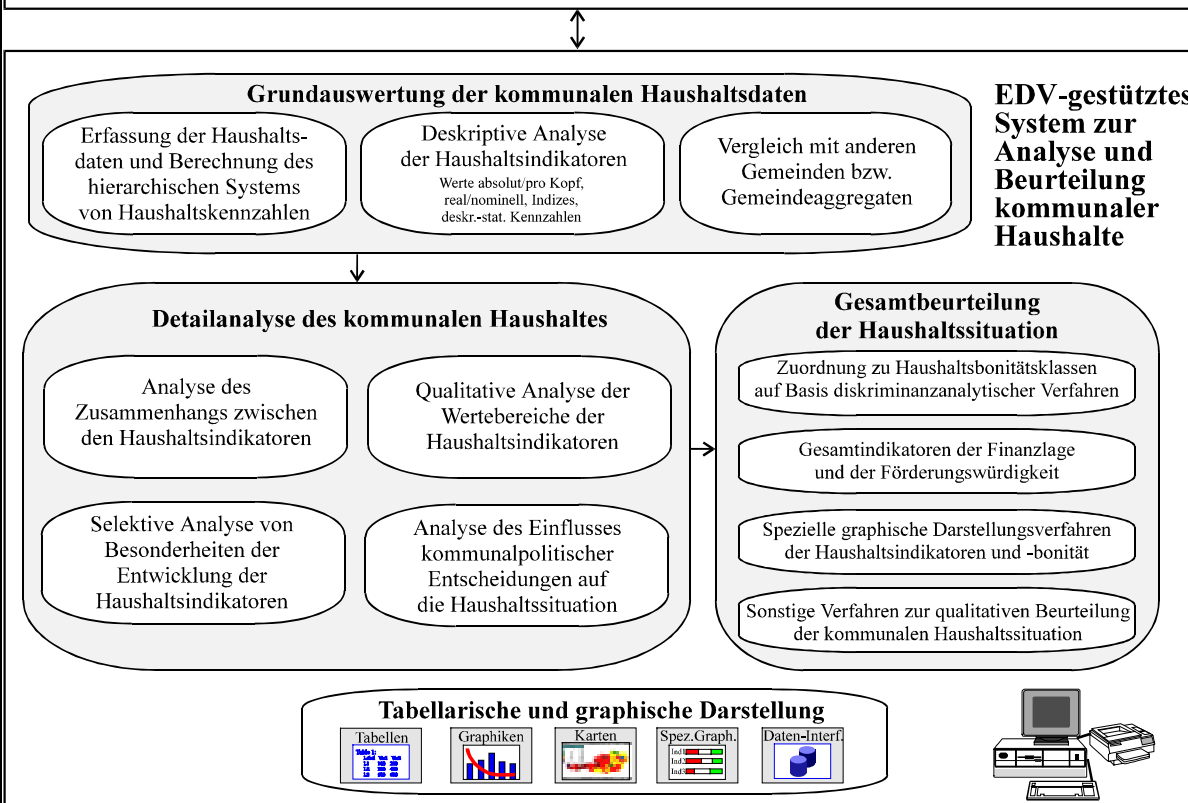 EDV-gestütztes
System zur
Analyse und
Beurteilung
kommunaler
Haushalte
Grundauswertung der kommunalen Haushaltsdaten
Erfassung der Haushalts-
daten und Berechnung des
hierarchischen Systems
von Haushaltskennzahlen
Deskriptive Analyse
der Haushaltsindikatoren
Werte absolut/pro Kopf,
real/nominell, Indizes,
deskr.-stat. Kennzahlen
Vergleich mit anderen
Gemeinden bzw.
Gemeindeaggregaten
Detailanalyse des kommunalen Haushaltes
Analyse des
Zusammenhangs zwischen
den Haushaltsindikatoren
Qualitative Analyse der
Wertebereiche der
Haushaltsindikatoren
Selektive Analyse von
Besonderheiten der
Entwicklung der
Haushaltsindikatoren
Analyse des Einflusses
kommunalpolitischer
Entscheidungen auf
die Haushaltssituation
Gesamtbeurteilung
der Haushaltssituation
Zuordnung zu Haushaltsbonitätsklassen
auf Basis diskriminanzanalytischer Verfahren
Gesamtindikatoren der Finanzlage
und der Förderungswürdigkeit
Spezielle graphische Darstellungsverfahren
der Haushaltsindikatoren und -bonität
Sonstige Verfahren zur qualitativen Beurteilung
der kommunalen Haushaltssituation
Tabellarische und graphische Darstellung
Tabellen
Table 1:
Graphiken
Karten
Spez.Graph.
Ind1
Ind2
Ind3
Daten-Interf.